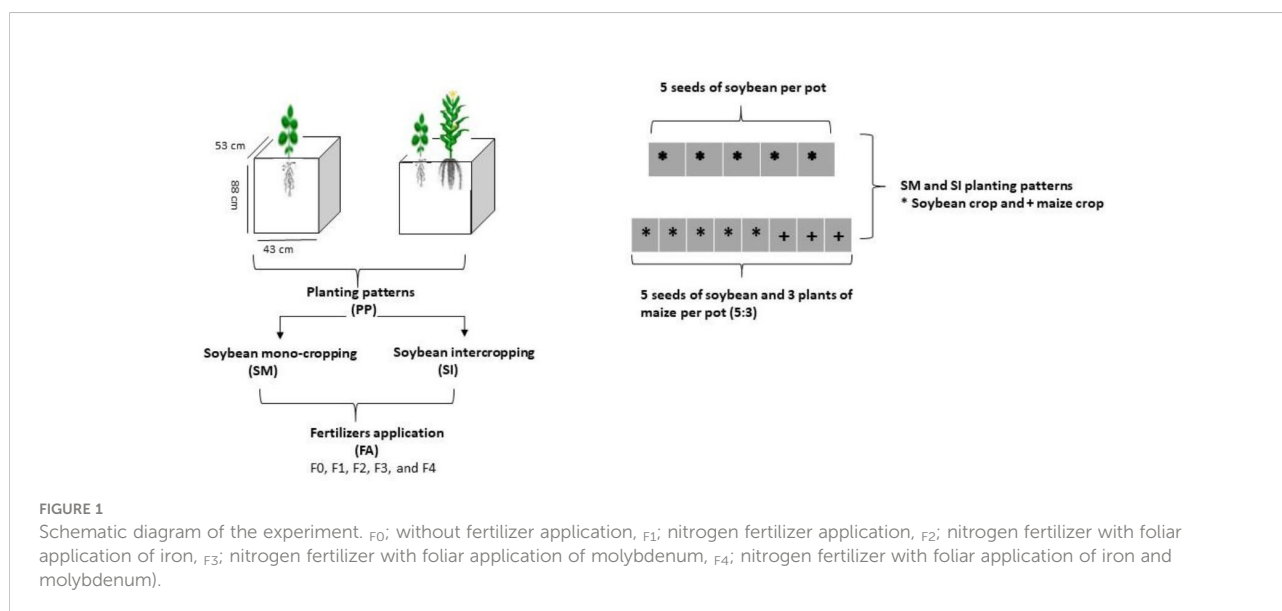 53 cm
88 cm
43 cm
Planting patterns
(PP)
Soybean mono-cropping
(SM)
Soybean intercropping
(SI)
Fertilizers application
(FA)
F0, F1, F2, F3, and F4
5 seeds of soybean per pot
* * * * *
* * * * * + + +
5 seeds of soybean and 3 plants of
maize per pot (5:3)
SM and SI planting patterns
* Soybean crop and + maize crop
FIGURE 1
Schematic diagram of the experiment. F0; without fertilizer application, F1; nitrogen fertilizer application, F2; nitrogen fertilizer with foliar
application of iron, F3; nitrogen fertilizer with foliar application of molybdenum, F4; nitrogen fertilizer with foliar application of iron and
molybdenum).